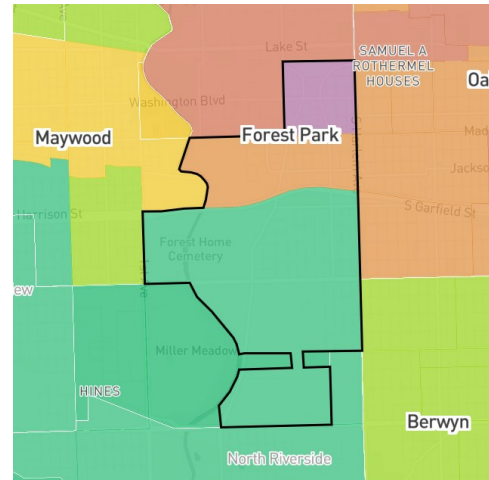 Lake St
SAMUEL A
ROTHERMEL
HOUSES
Oa
Washington Blvd
Maywood
Forest Park
Mad
Jackso
Harrison St
S Garfield St
Forest Home
Cemetery
ew
Miller Meadow
HINES
Berwyn
North Riverside